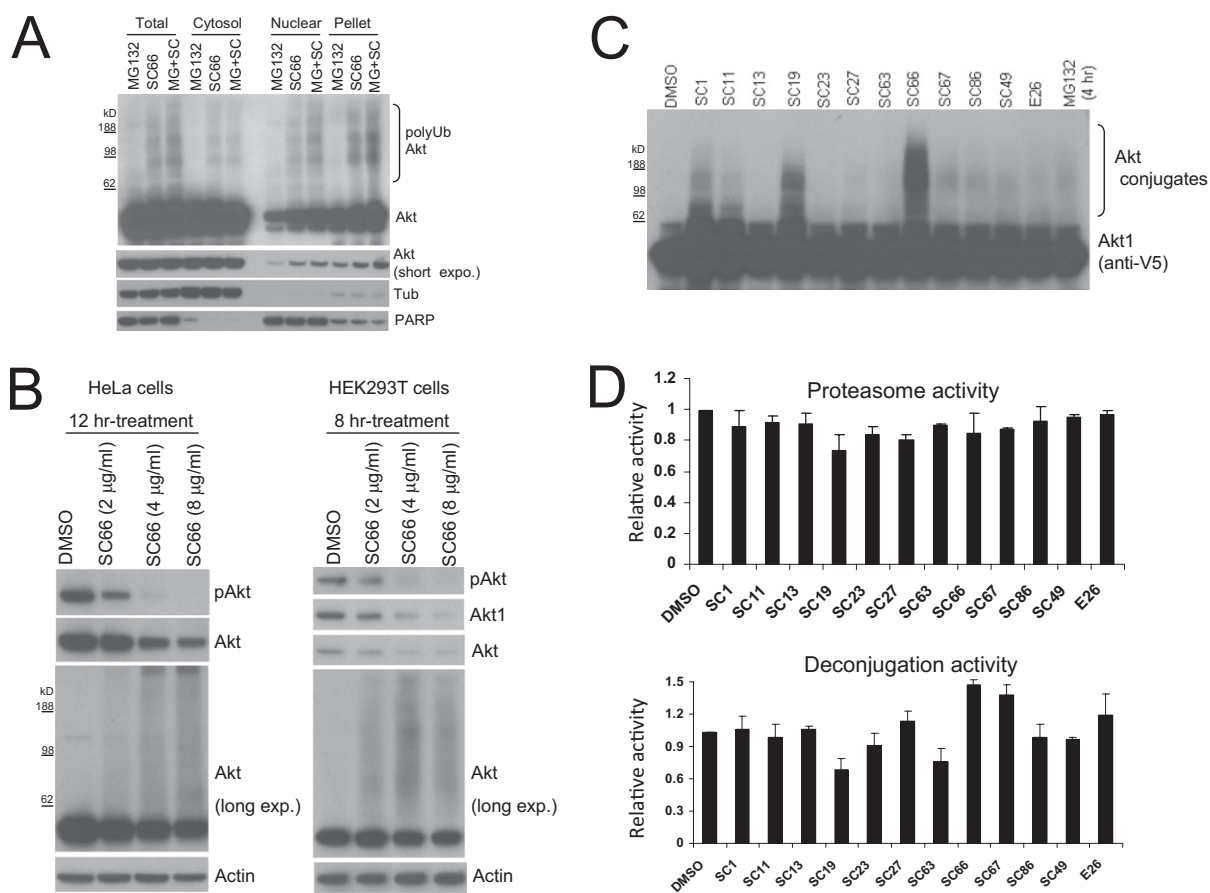 A
Total Cytosol Nuclear Pellet
MG132 SC66 MG+SC MG132 SC66 MG+SC MG132 SC66 MG+SC MG132 SC66 MG+SC
kD
188
98
62
polyUb
Akt
Akt
Akt
(short expo.)
Tub
PARP
B
HeLa cells
12 hr-treatment
DMSO SC66 (2 µg/ml) SC66 (4 µg/ml) SC66 (8 µg/ml)
pAkt
Akt
kD
188
98
62
Akt
(long exp.)
Actin
HEK293T cells
8 hr-treatment
DMSO SC66 (2 µg/ml) SC66 (4 µg/ml) SC66 (8 µg/ml)
pAkt
Akt1
Akt
Akt
(long exp.)
Actin
C
DMSO SC1 SC11 SC13 SC19 SC23 SC27 SC63 SC66 SC67 SC86 SC49 E26 MG132 (4 hr)
kD
188
98
62
Akt
conjugates
Akt1
(anti-V5)
D
Proteasome activity
Relative activity
1.2
1
0.8
0.6
0.4
0.2
0
DMSO SC1 SC11 SC13 SC19 SC23 SC27 SC63 SC66 SC67 SC86 SC49 E26
Deconjugation activity
Relative activity
1.5
1.2
0.9
0.6
0.3
0
DMSO SC1 SC11 SC13 SC19 SC23 SC27 SC63 SC66 SC67 SC86 SC49 E26